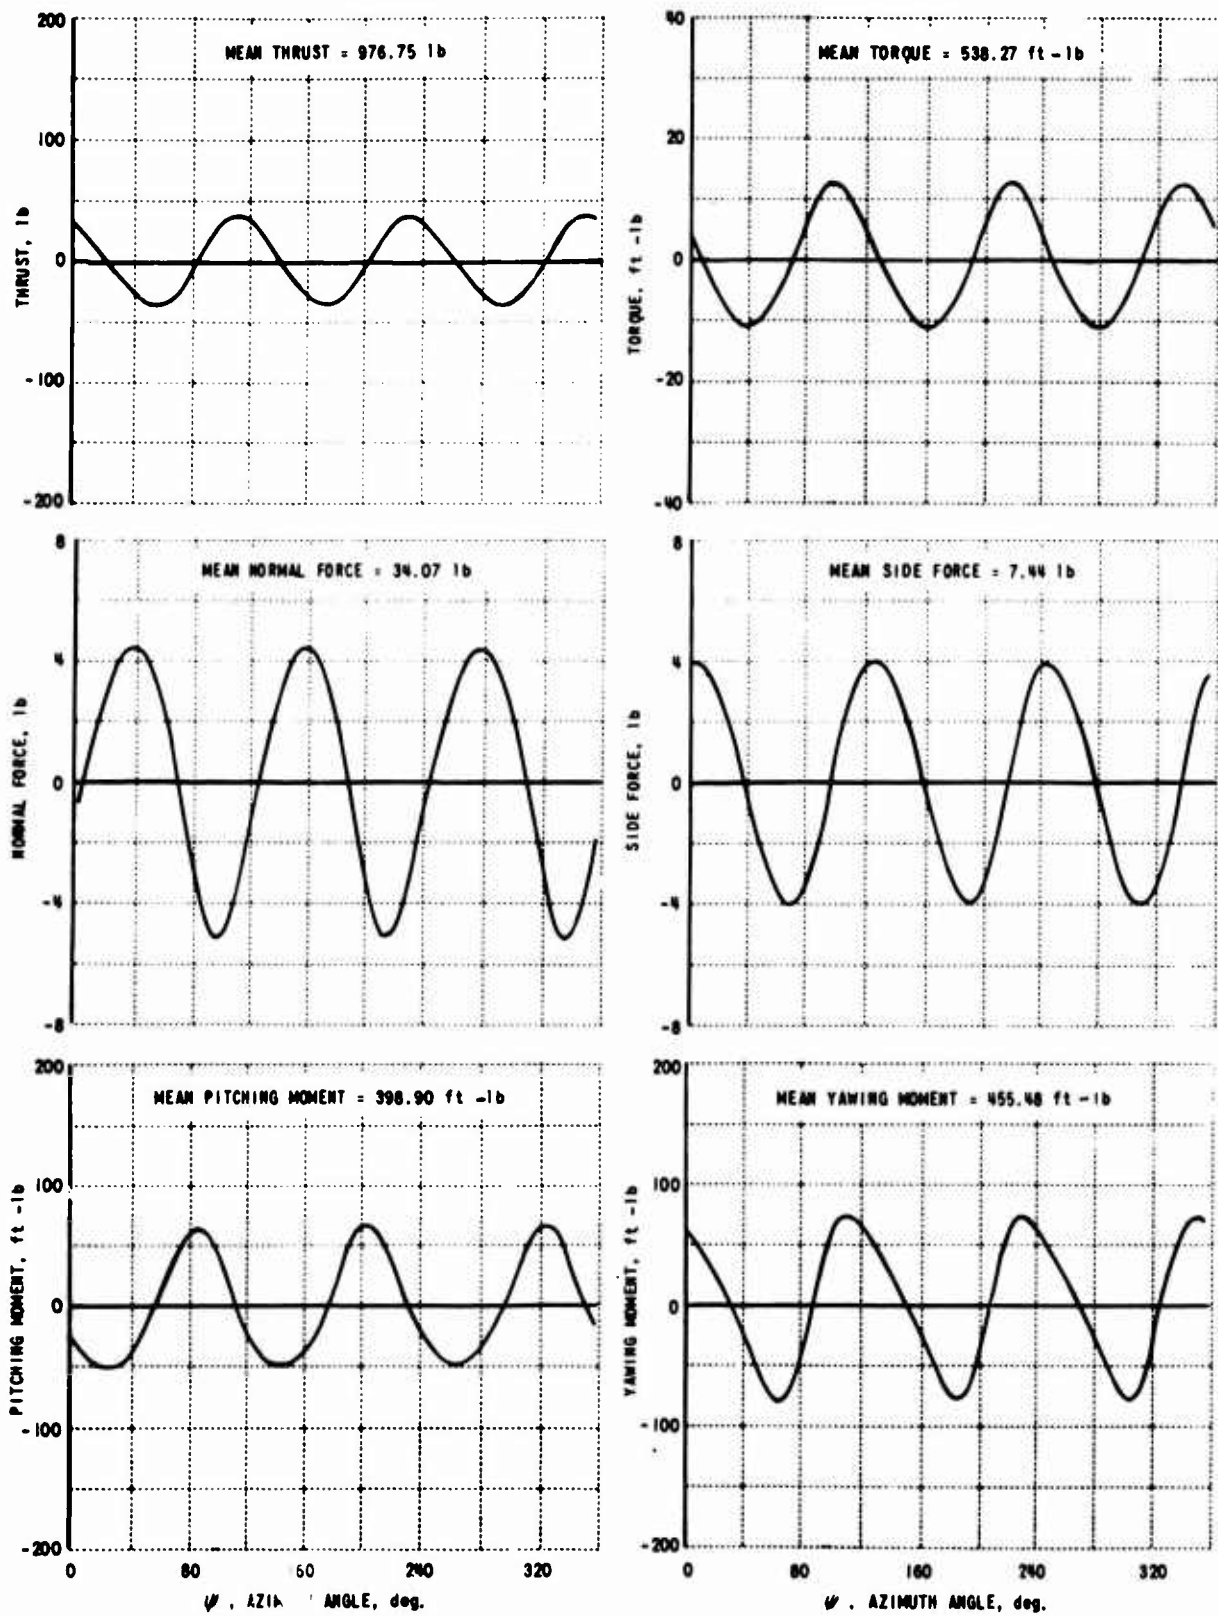 200
MEAN THRUST = 976.75 lb
100
0
-100
-200
THRUST, lb
40
MEAN TORQUE = 538.27 ft-lb
20
0
-20
-40
TORQUE, ft-lb
8
MEAN NORMAL FORCE = 34.07 lb
4
0
-4
-8
NORMAL FORCE, lb
8
MEAN SIDE FORCE = 7.44 lb
4
0
-4
-8
SIDE FORCE, lb
200
MEAN PITCHING MOMENT = 398.90 ft-lb
100
0
-100
-200
PITCHING MOMENT, ft-lb
0 80 60 240 320
ψ, AZIM ANGLE, deg.
200
MEAN YAWING MOMENT = 455.48 ft-lb
100
0
-100
-200
YAWING MOMENT, ft-lb
0 80 160 240 320
ψ. AZIMUTH ANGLE, deg.